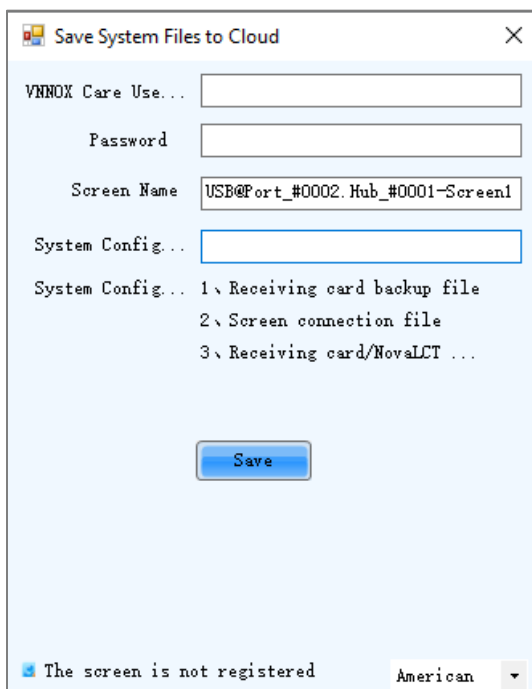 Save System Files to Cloud
VNNOX Care Use...
Password
Screen Name USB@Port_#0002.Hub_#0001-Screen1
System Config...
System Config... 1、Receiving card backup file
2、Screen connection file
3、Receiving card/NovaLCT ...
Save
The screen is not registered American